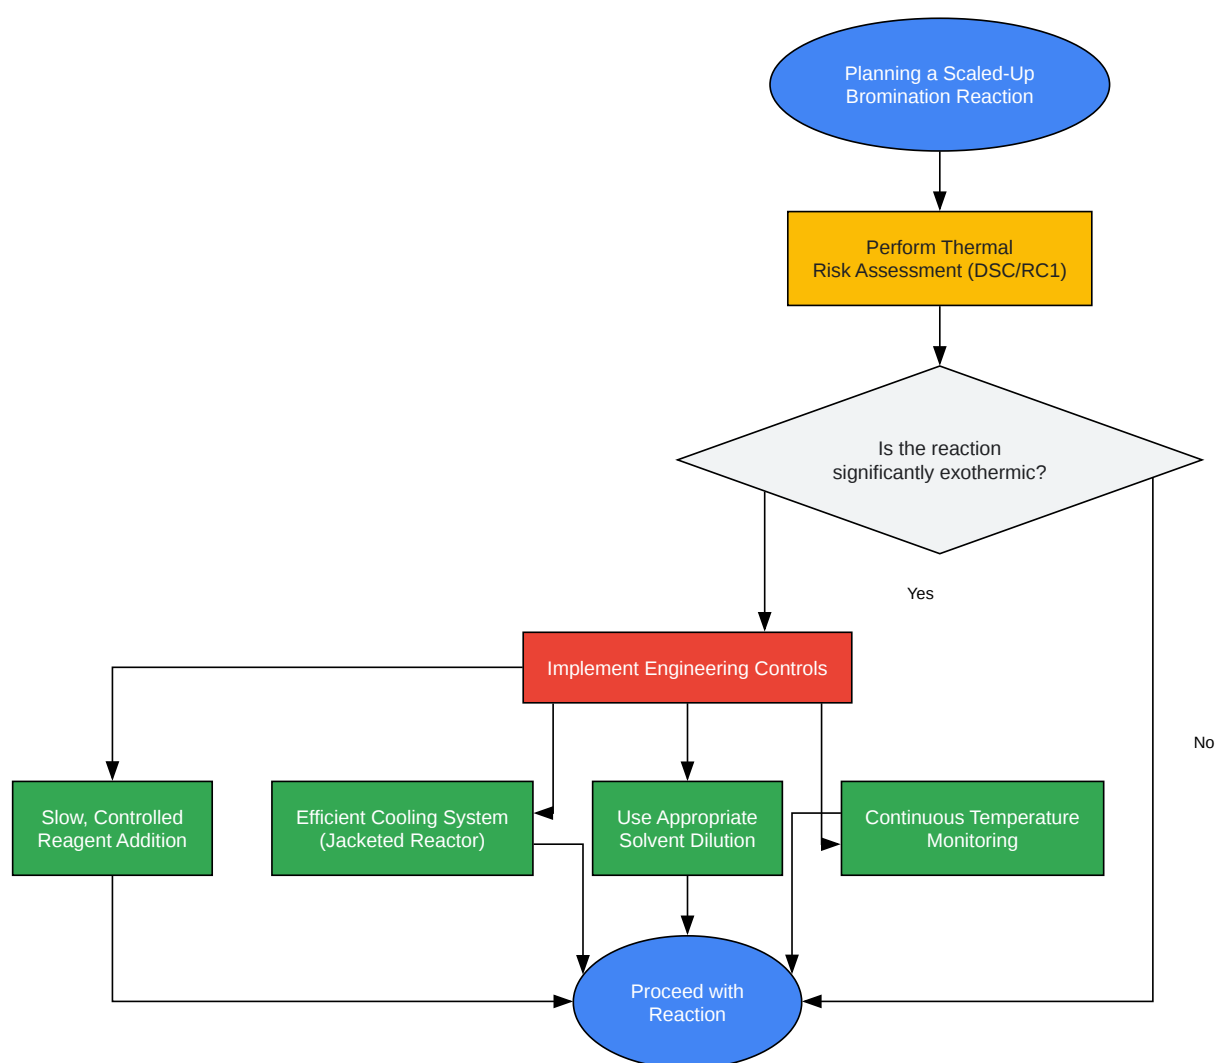 Planning a Scaled-Up
Bromination Reaction
Perform Thermal
Risk Assessment (DSC/RC1)
Is the reaction
significantly exothermic?
Yes
Implement Engineering Controls
No
Slow, Controlled
Reagent Addition
Efficient Cooling System
(Jacketed Reactor)
Use Appropriate
Solvent Dilution
Continuous Temperature
Monitoring
Proceed with
Reaction